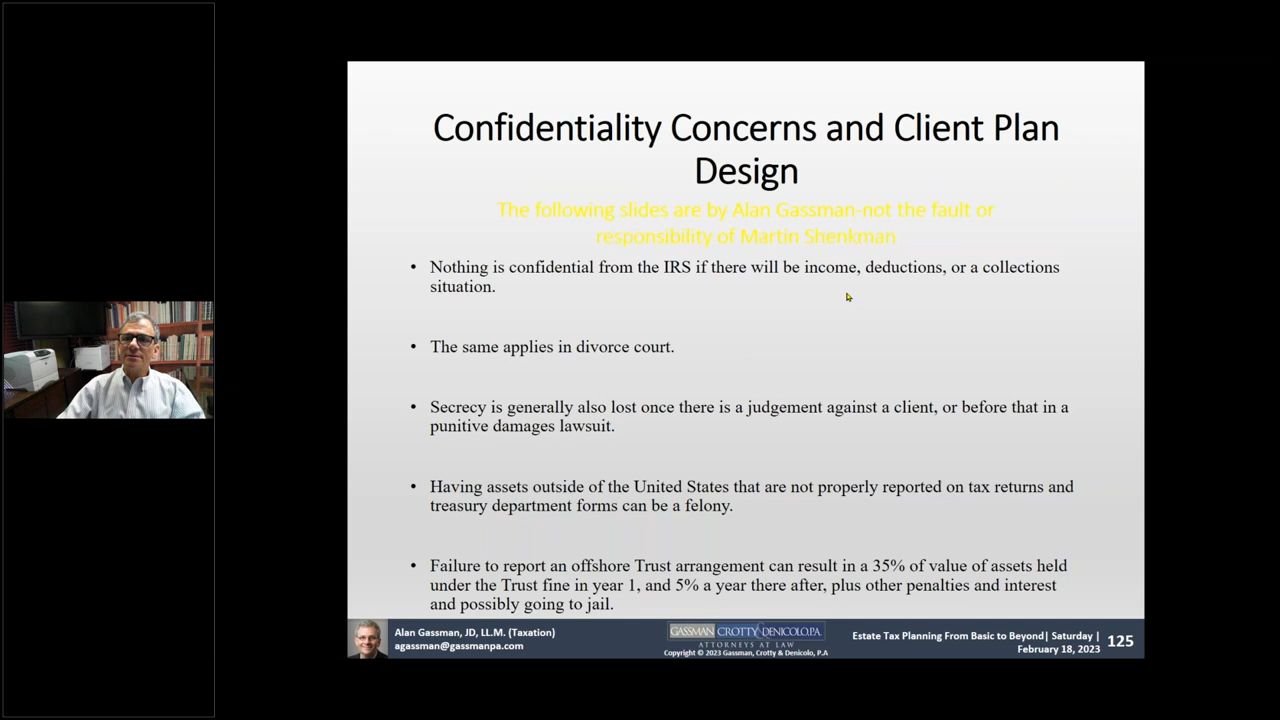 Confidentiality Concerns and Client Plan
Design
The following slides are by Alan Gassman-not the fault or
responsibility of Martin Shenkman
• Nothing is confidential from the IRS if there will be income, deductions, or a collections
situation.
• The same applies in divorce court.
• Secrecy is generally also lost once there is a judgement against a client, or before that in a
punitive damages lawsuit.
• Having assets outside of the United States that are not properly reported on tax returns and
treasury department forms can be a felony.
• Failure to report an offshore Trust arrangement can result in a 35% of value of assets held
under the Trust fine in year 1, and 5% a year there after, plus other penalties and interest
and possibly going to jail.
Alan Gassman, JD, LL.M. (Taxation)
agassman@gassmanpa.com
GASSMAN CROTTY & DENICOLO, P.A.
ATTORNEYS AT LAW
Copyright © 2023 Gassman, Crotty & Denicolo, P.A
Estate Tax Planning From Basic to Beyond| Saturday |
February 18, 2023
125